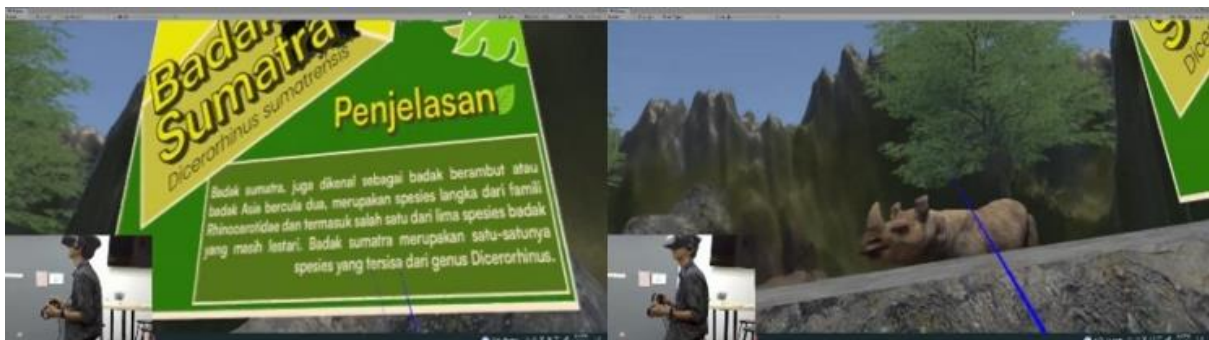 Badak
Sumatra
Dicerorhinus sumatrensis
Penjelasan
Badak sumatra, juga dikenal sebagai badak berambut atau
badak Asia bercula dua, merupakan spesies langka dari famili
Rhinocerotidae dan termasuk salah satu dari lima spesies badak
yang masih lestari. Badak sumatra merupakan satu-satunya
spesies yang tersisa dari genus Dicerorhinus.